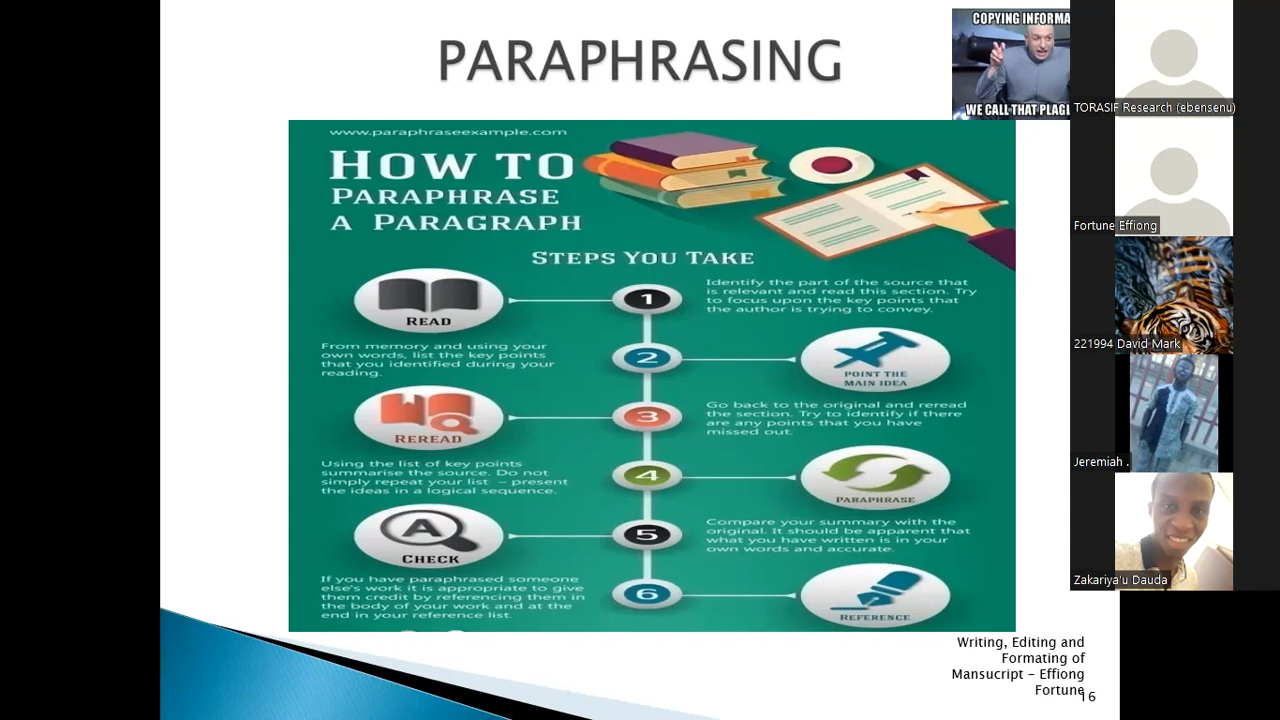 PARAPHRASING
COPYING INFORMA
WE CALL THAT PLAGI
www.paraphraseexample.com
HOW TO
PARAPHRASE
A PARAGRAPH
STEPS YOU TAKE
READ
1
Identify the part of the source that
is relevant and read this section. Try
to focus upon the key points that
the author is trying to convey.
From memory and using your
own words, list the key points
that you identified during your
reading.
2
POINT THE
MAIN IDEA
REREAD
3
Go back to the original and reread
the section. Try to identify if there
are any points that you have
missed out.
Using the list of key points
summarise the source. Do not
simply repeat your list – present
the ideas in a logical sequence.
4
PARAPHRASE
A
CHECK
5
Compare your summary with the
original. It should be apparent that
what you have written is in your
own words and accurate.
If you have paraphrased someone
else's work it is appropriate to give
them credit by referencing them in
the body of your work and at the
end in your reference list.
6
REFERENCE
Writing, Editing and
Formating of
Mansucript - Effiong
Fortune
16
TORASIF Research (ebensenu)
Fortune Effiong
221994 David Mark
Jeremiah .
Zakariya'u Dauda